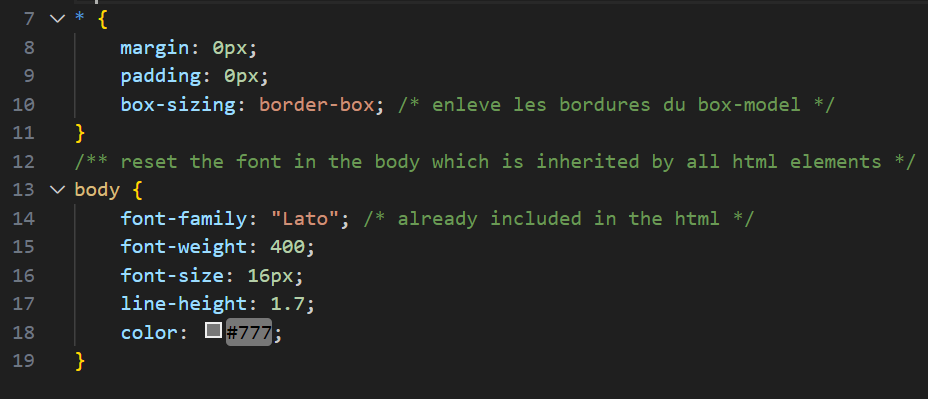 7 * {
8 margin: 0px;
9 padding: 0px;
10 box-sizing: border-box; /* enleve les bordures du box-model */
11 }
12 /** reset the font in the body which is inherited by all html elements */
13 body {
14 font-family: "Lato"; /* already included in the html */
15 font-weight: 400;
16 font-size: 16px;
17 line-height: 1.7;
18 color: #777;
19 }